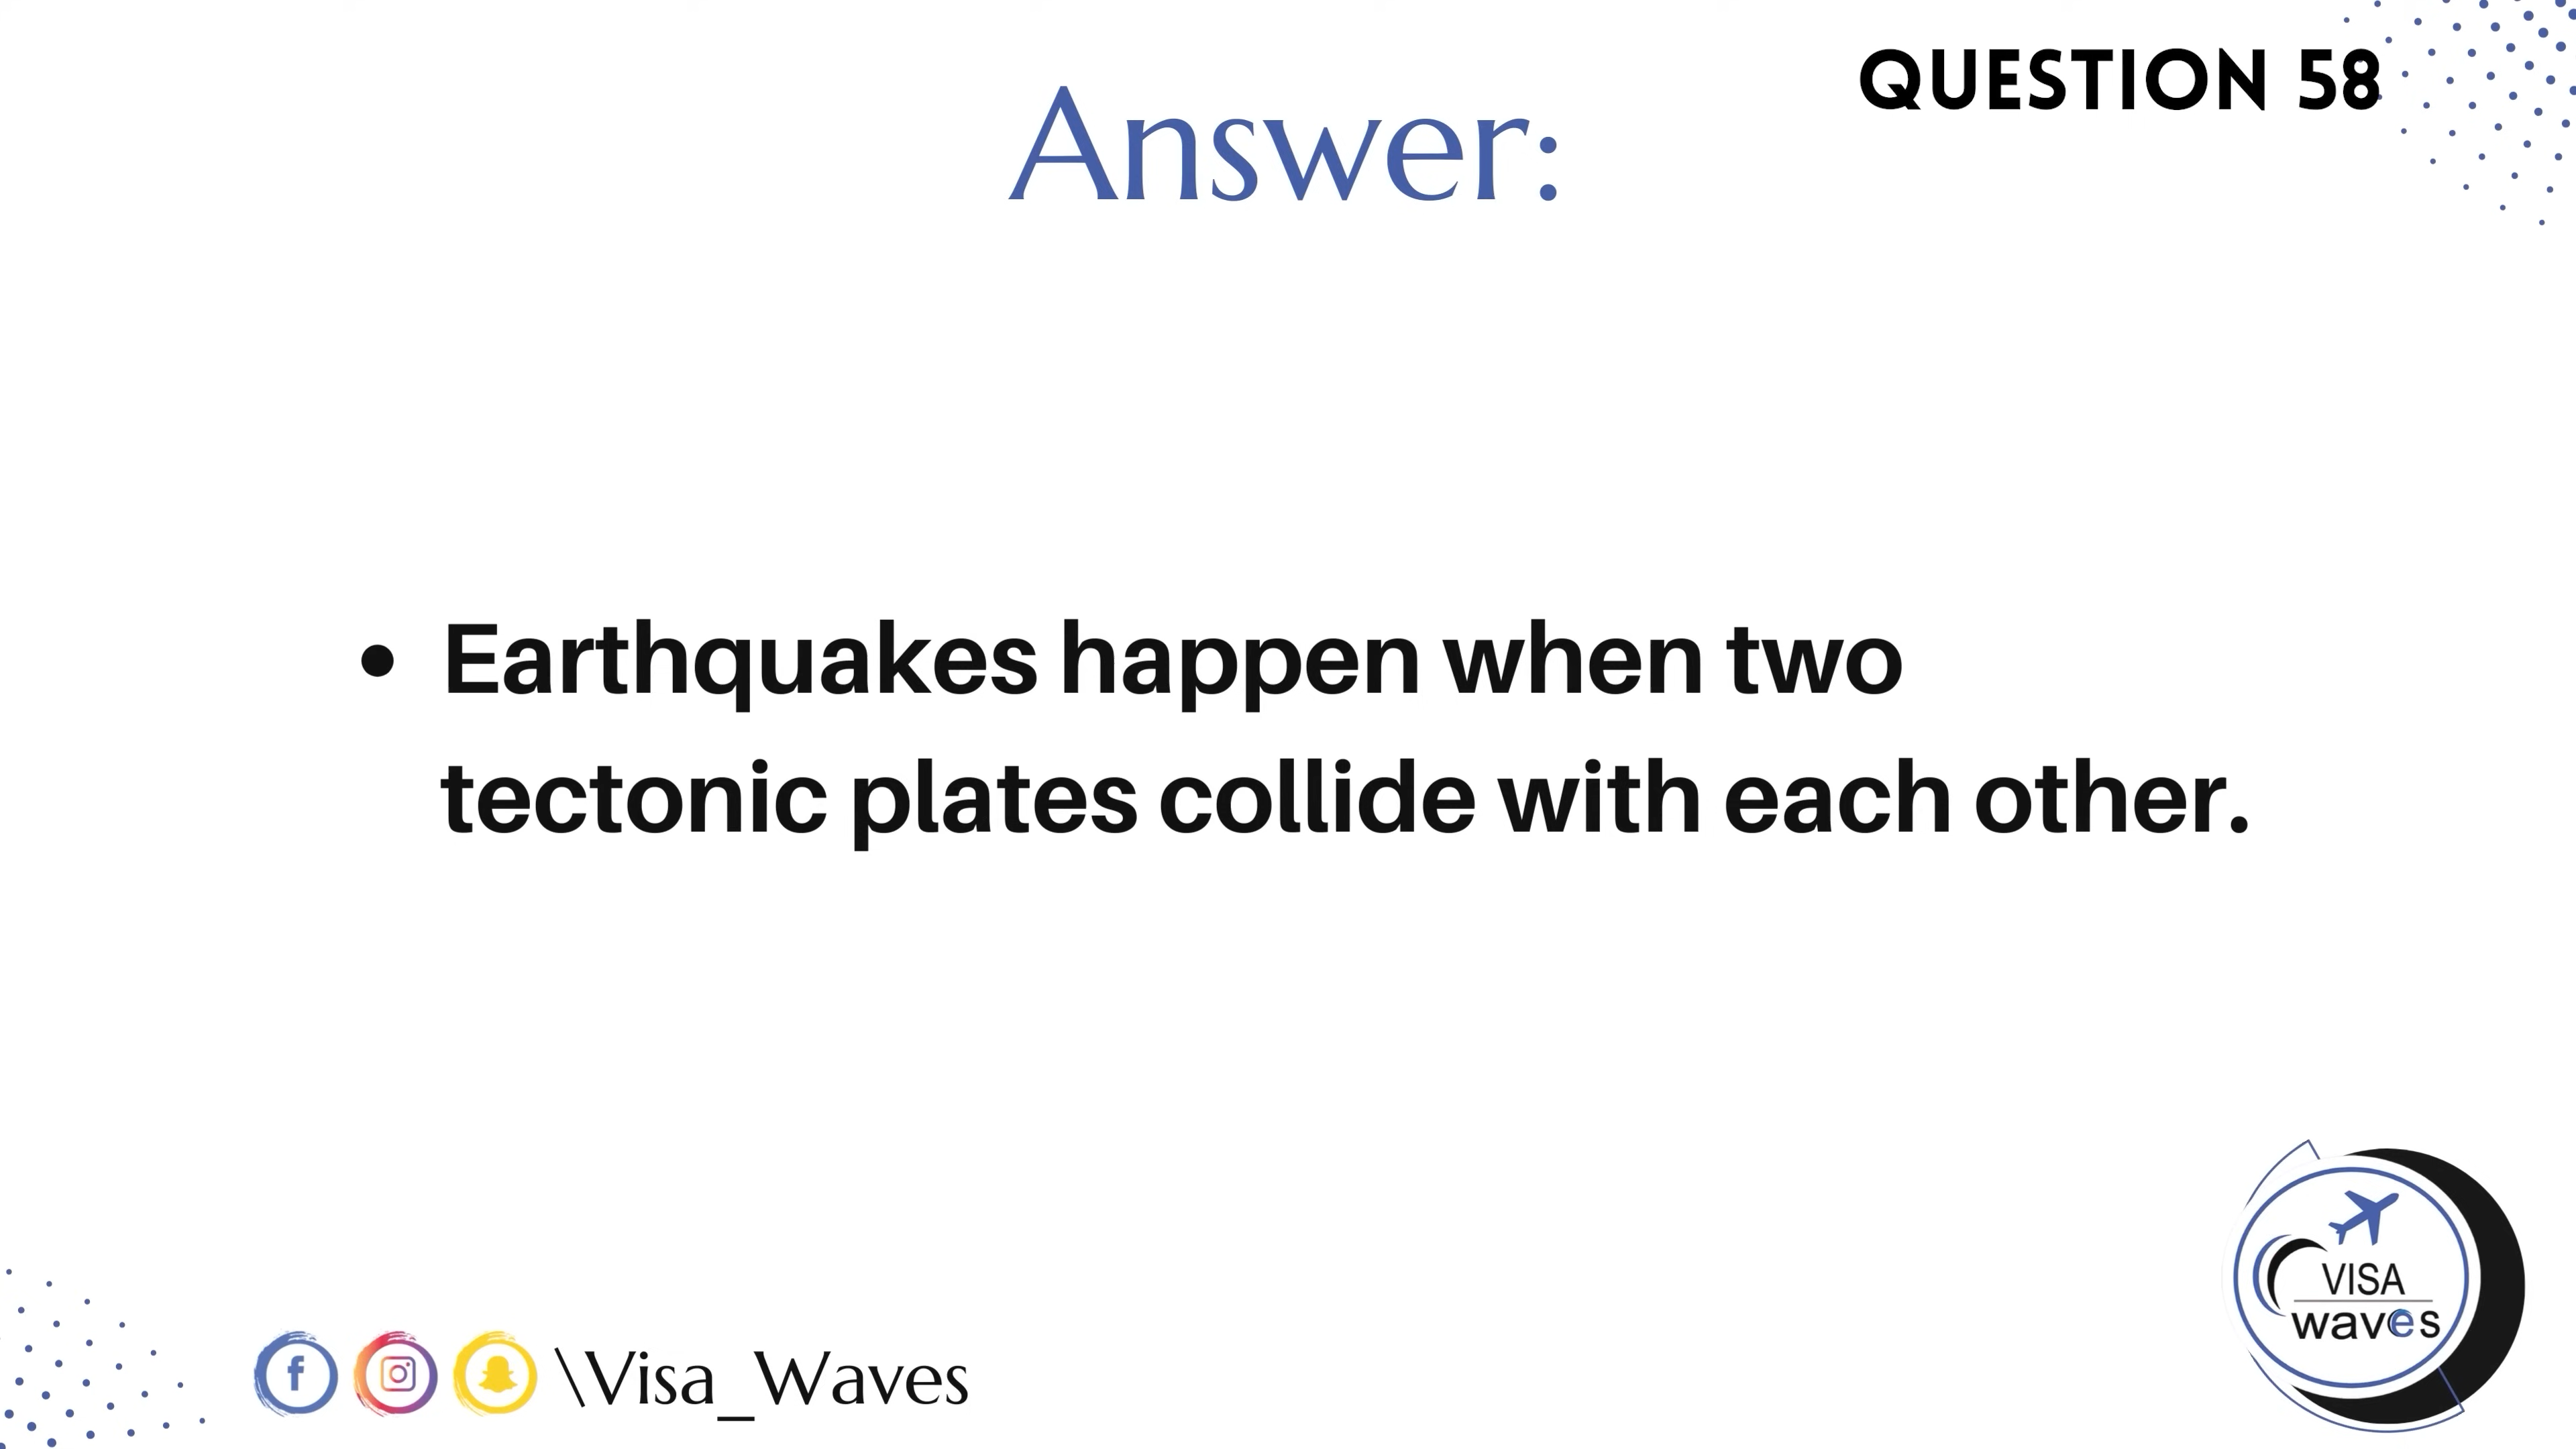 QUESTION 58
Answer:
• Earthquakes happen when two
tectonic plates collide with each other.
VISA
waves
\Visa_Waves